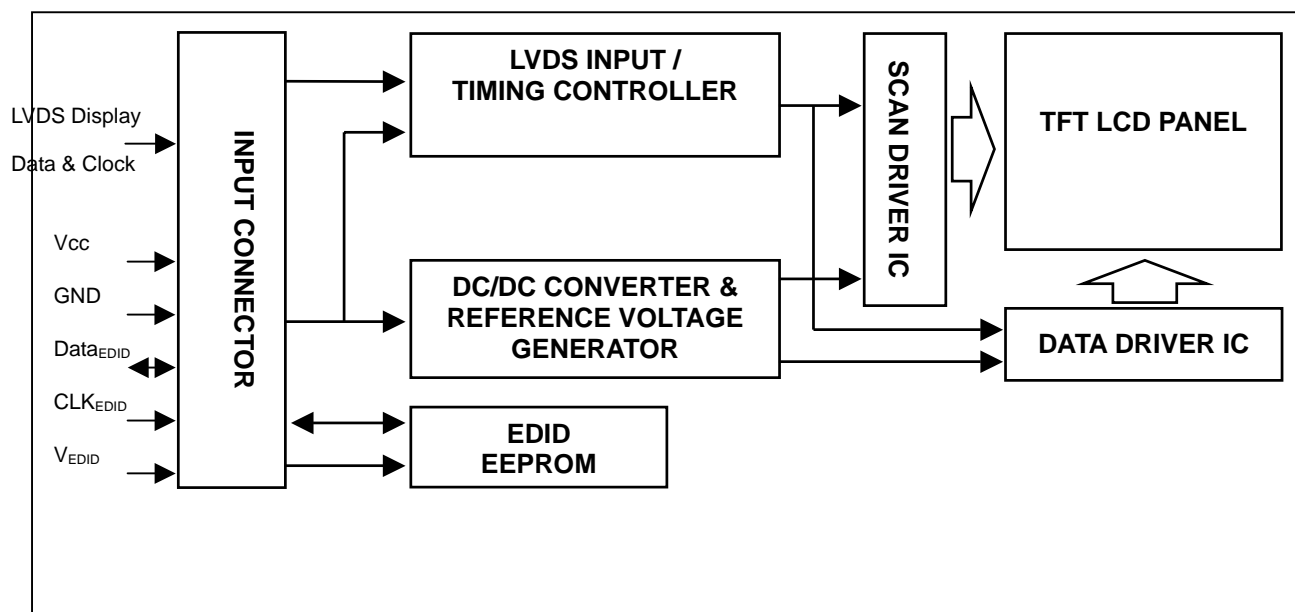 LVDS Display
Data & Clock
Vcc
GND
DataEDID
CLKEDID
VEDID
INPUT CONNECTOR
LVDS INPUT /
TIMING CONTROLLER
DC/DC CONVERTER &
REFERENCE VOLTAGE
GENERATOR
EDID
EEPROM
SCAN DRIVER IC
TFT LCD PANEL
DATA DRIVER IC